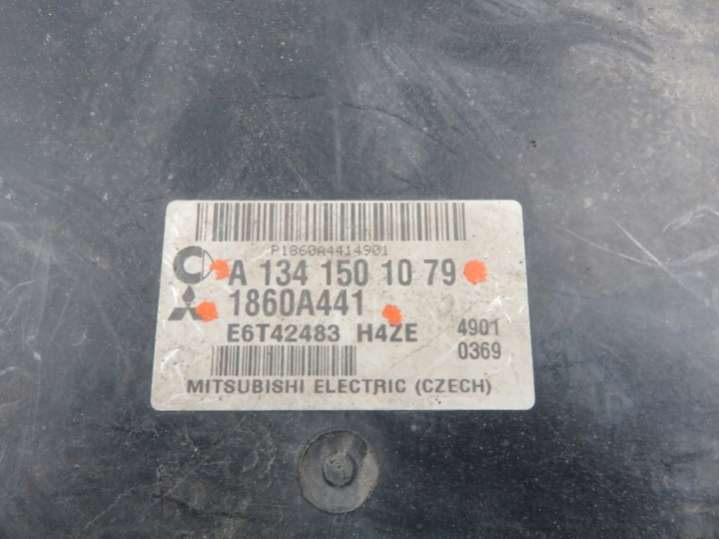 P1860A4414901
A 134 150 10 79
1860A441
E6T42483 H4ZE 4901
0369
MITSUBISHI ELECTRIC (CZECH)